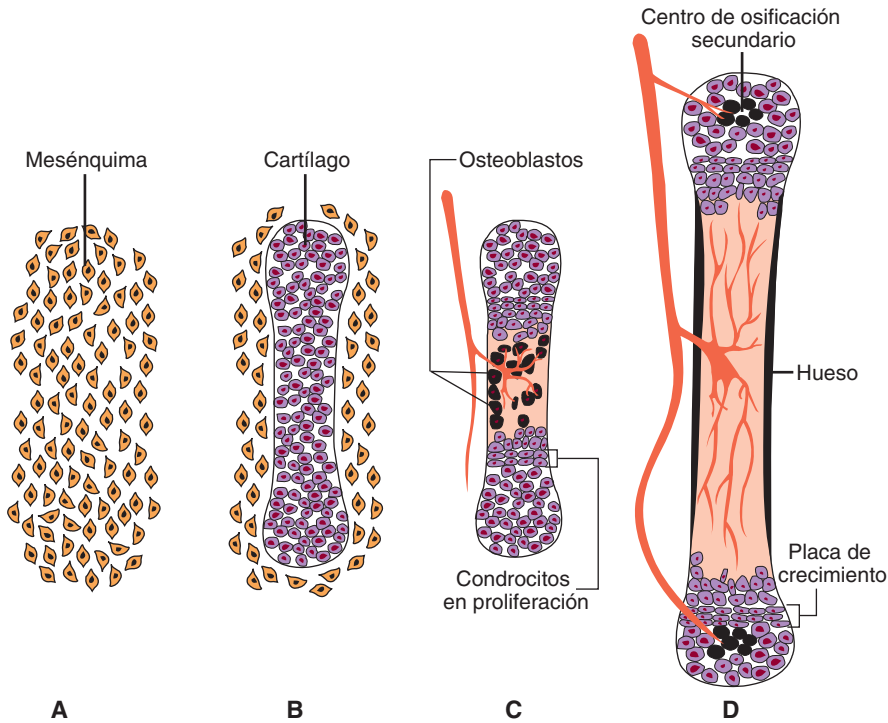 Centro de osificación
secundario
Mesénquima
Cartílago
Osteoblastos
Hueso
Placa de
crecimiento
Condrocitos
en proliferación
A
B
C
D